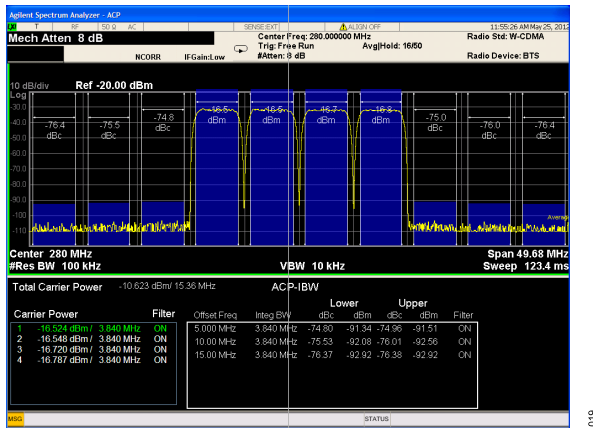 Agilent Spectrum Analyzer - ACP
T RF 50 Ω AC SENSE:EXT ALIGN OFF 11:55:26 AM May 25, 2012
Mech Atten 8 dB
Center Freq: 280.000000 MHz Radio Std: W-CDMA
Trig: Free Run Avg|Hold: 16/50
NCORR IFGain:Low #Atten: 8 dB Radio Device: BTS
10 dB/div Ref -20.00 dBm
Log
-30.0
-40.0
-50.0
-60.0
-70.0
-80.0
-90.0
-100
-110
-76.4 dBc
-75.5 dBc
-74.8 dBc
-16.5 dBm
-16.5 dBm
-16.7 dBm
-16.8 dBm
-75.0 dBc
-76.0 dBc
-76.4 dBc
Average
Center 280 MHz Span 49.68 MHz
#Res BW 100 kHz VBW 10 kHz Sweep 123.4 ms
Total Carrier Power -10.623 dBm/ 15.36 MHz ACP-IBW
Lower Upper
Carrier Power Filter Offset Freq Integ BW dBc dBm dBc dBm Filter
1 -16.524 dBm / 3.840 MHz ON 5.000 MHz 3.840 MHz -74.80 -91.34 -74.96 -91.51 ON
2 -16.548 dBm / 3.840 MHz ON 10.00 MHz 3.840 MHz -75.53 -92.08 -76.01 -92.56 ON
3 -16.720 dBm / 3.840 MHz ON 15.00 MHz 3.840 MHz -76.37 -92.92 -76.38 -92.92 ON
4 -16.787 dBm / 3.840 MHz ON
MSG STATUS
019